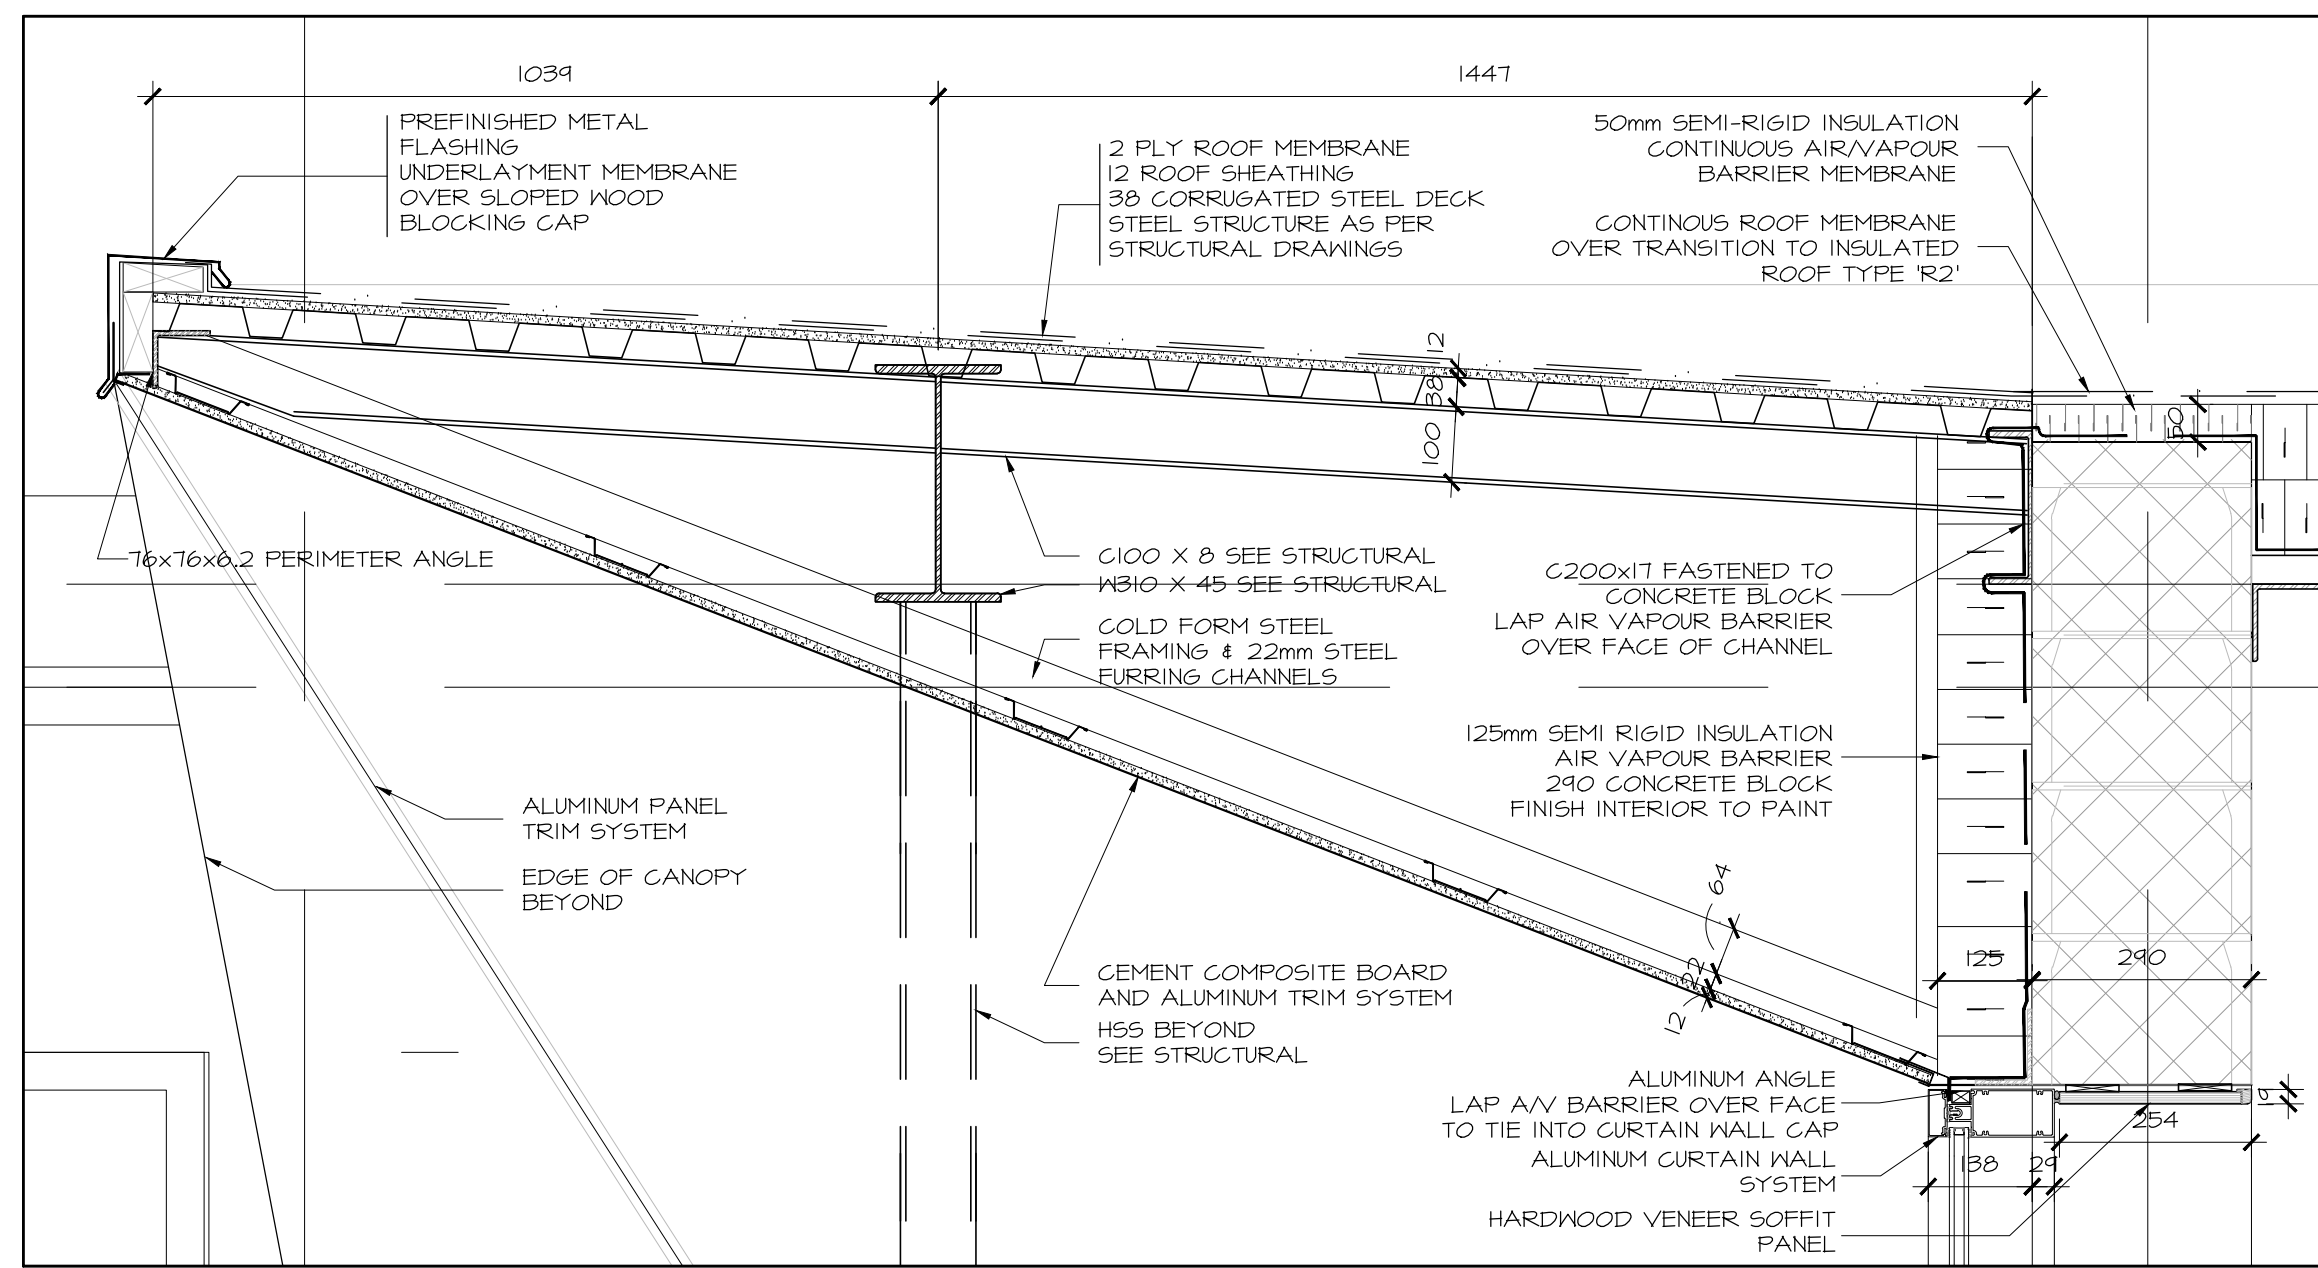 1039
1447
PREFINISHED METAL
FLASHING
UNDERLAYMENT MEMBRANE
OVER SLOPED WOOD
BLOCKING CAP
2 PLY ROOF MEMBRANE
12 ROOF SHEATHING
38 CORRUGATED STEEL DECK
STEEL STRUCTURE AS PER
STRUCTURAL DRAWINGS
50mm SEMI-RIGID INSULATION
CONTINUOUS AIR/VAPOUR
BARRIER MEMBRANE
CONTINOUS ROOF MEMBRANE
OVER TRANSITION TO INSULATED
ROOF TYPE 'R2'
12
38
100
50
76x76x6.2 PERIMETER ANGLE
C100 X 8 SEE STRUCTURAL
W310 X 45 SEE STRUCTURAL
COLD FORM STEEL
FRAMING & 22mm STEEL
FURRING CHANNELS
C200x17 FASTENED TO
CONCRETE BLOCK
LAP AIR VAPOUR BARRIER
OVER FACE OF CHANNEL
125mm SEMI RIGID INSULATION
AIR VAPOUR BARRIER
290 CONCRETE BLOCK
FINISH INTERIOR TO PAINT
ALUMINUM PANEL
TRIM SYSTEM
EDGE OF CANOPY
BEYOND
64
22
12
125
290
CEMENT COMPOSITE BOARD
AND ALUMINUM TRIM SYSTEM
HSS BEYOND
SEE STRUCTURAL
ALUMINUM ANGLE
LAP A/V BARRIER OVER FACE
TO TIE INTO CURTAIN WALL CAP
ALUMINUM CURTAIN WALL
SYSTEM
HARDWOOD VENEER SOFFIT
PANEL
19
254
138
29